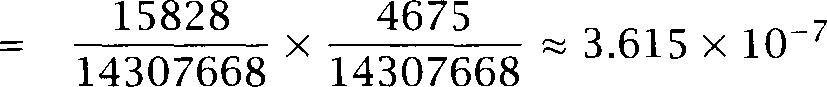 = 15828/14307668 × 4675/14307668 ≈ 3.615 × 10⁻⁷